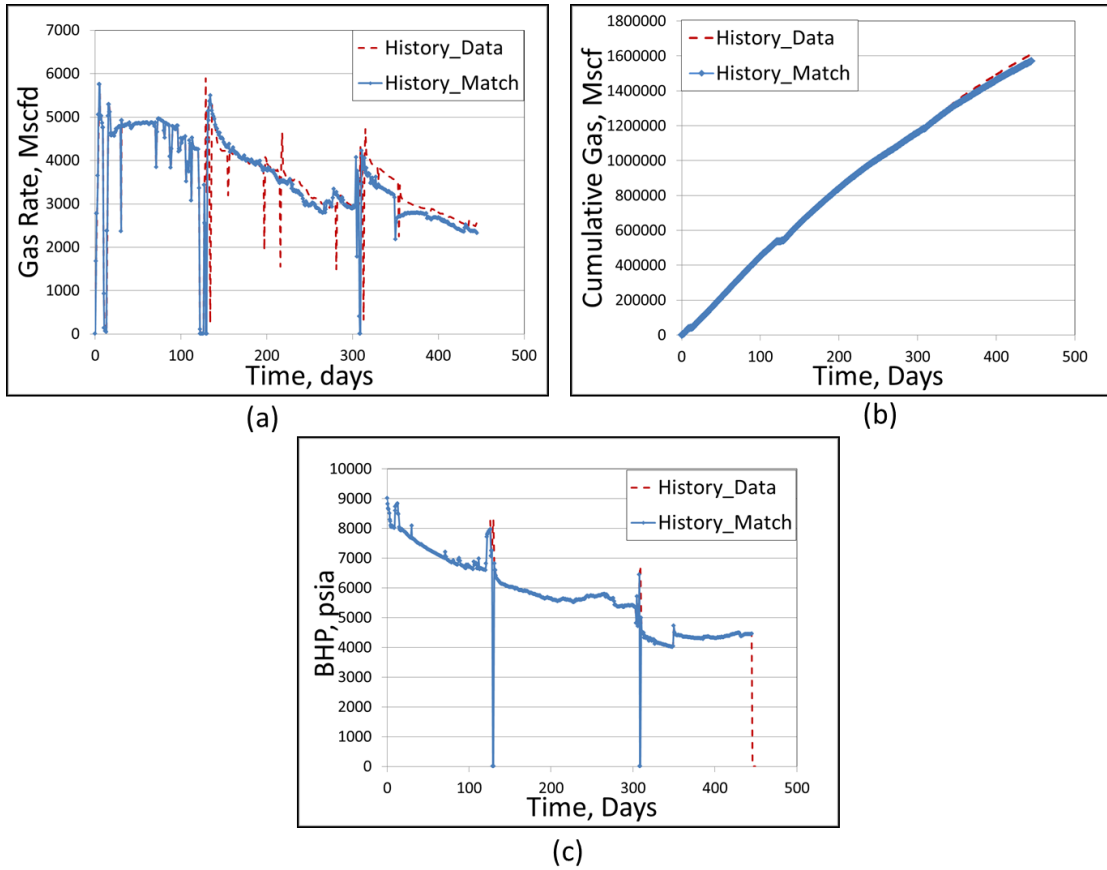 7000
6000
5000
4000
3000
2000
1000
0
Gas Rate, Mscfd
History_Data
History_Match
0 100 200 300 400 500
Time, days
(a)
1800000
1600000
1400000
1200000
1000000
800000
600000
400000
200000
0
Cumulative Gas, Mscf
History_Data
History_Match
0 100 200 300 400 500
Time, Days
(b)
10000
9000
8000
7000
6000
5000
4000
3000
2000
1000
0
BHP, psia
History_Data
History_Match
0 100 200 300 400 500
Time, Days
(c)